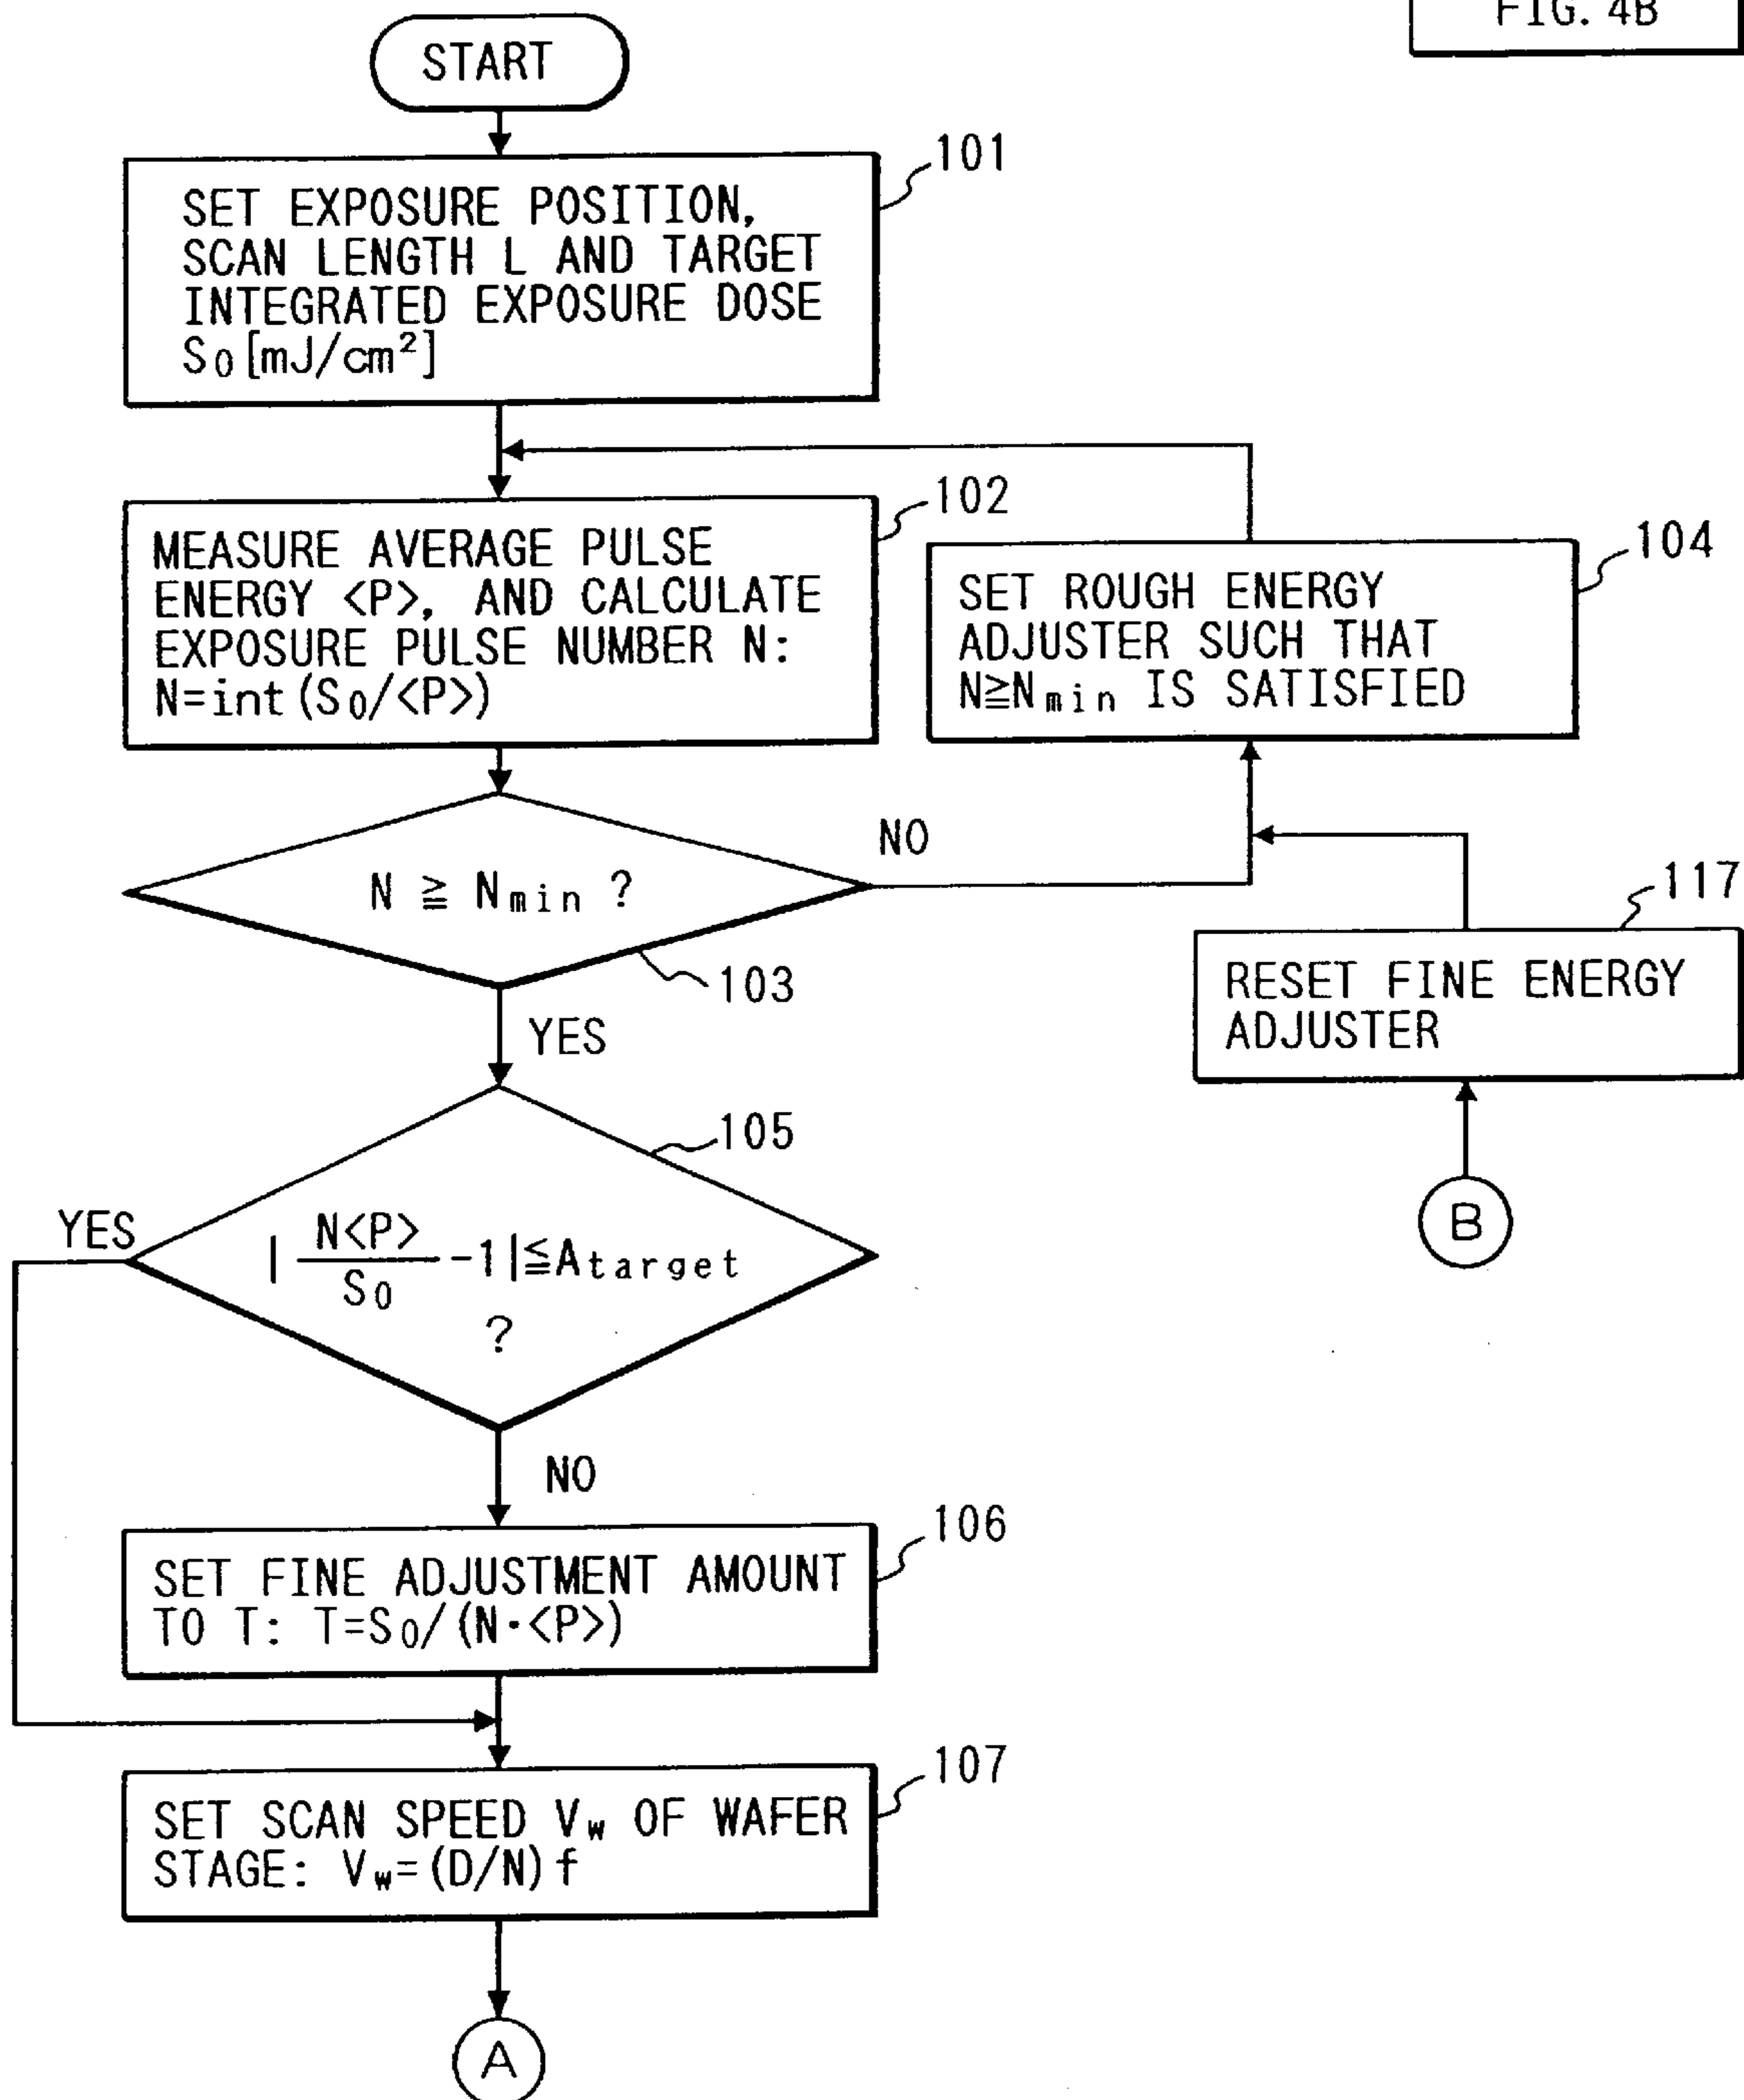 FIG. 4B
START
101
SET EXPOSURE POSITION,
SCAN LENGTH L AND TARGET
INTEGRATED EXPOSURE DOSE
S₀[mJ/cm²]
102
MEASURE AVERAGE PULSE
ENERGY <P>, AND CALCULATE
EXPOSURE PULSE NUMBER N:
N=int(S₀/<P>)
104
SET ROUGH ENERGY
ADJUSTER SUCH THAT
N≧Nmin IS SATISFIED
NO
N ≧ Nmin ?
103
YES
117
RESET FINE ENERGY
ADJUSTER
B
105
YES
| N<P>/S₀ -1|≦Atarget
?
NO
106
SET FINE ADJUSTMENT AMOUNT
TO T: T=S₀/(N·<P>)
107
SET SCAN SPEED Vw OF WAFER
STAGE: Vw=(D/N)f
A